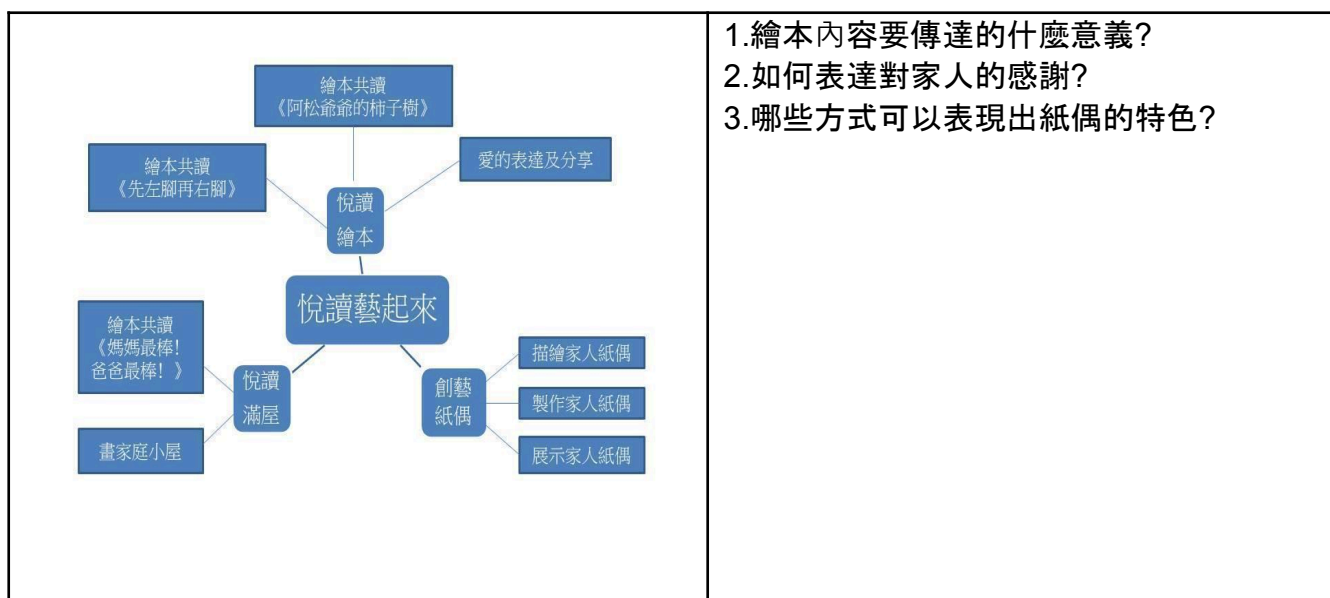 繪本共讀
《阿松爺爺的柿子樹》
繪本共讀
《先左腳再右腳》
愛的表達及分享
悅讀
繪本
悅讀藝起來
繪本共讀
《媽媽最棒!
爸爸最棒! 》
悅讀
滿屋
畫家庭小屋
創藝
紙偶
描繪家人紙偶
製作家人紙偶
展示家人紙偶
1.繪本內容要傳達的什麼意義?
2.如何表達對家人的感謝?
3.哪些方式可以表現出紙偶的特色?